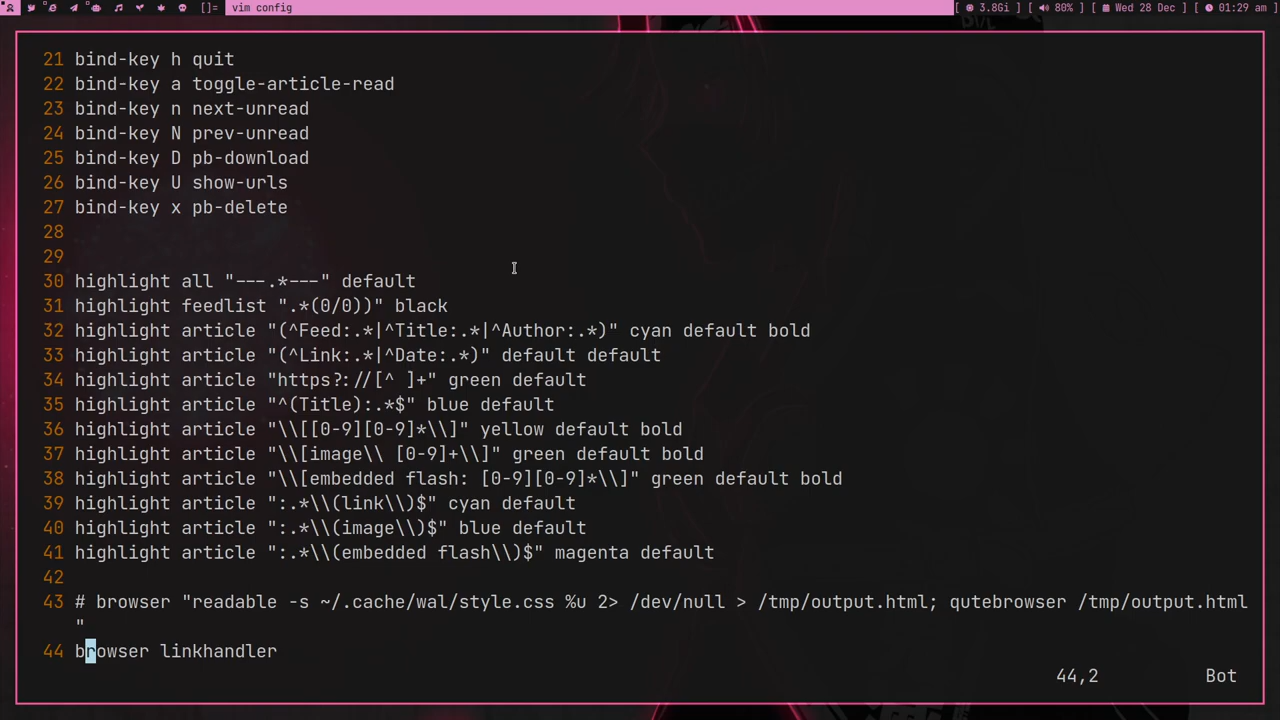 []= vim config [ 3.8Gi ] [ 80% ] [ Wed 28 Dec ] [ 01:29 am ]
21 bind-key h quit
22 bind-key a toggle-article-read
23 bind-key n next-unread
24 bind-key N prev-unread
25 bind-key D pb-download
26 bind-key U show-urls
27 bind-key x pb-delete
28
29
30 highlight all "---.*---" default
31 highlight feedlist ".*(0/0))" black
32 highlight article "(^Feed:.*|^Title:.*|^Author:.*)" cyan default bold
33 highlight article "(^Link:.*|^Date:.*)" default default
34 highlight article "https?://[^ ]+" green default
35 highlight article "^(Title):.*$" blue default
36 highlight article "\\[[0-9][0-9]*\\]" yellow default bold
37 highlight article "\\[image\\ [0-9]+\\]" green default bold
38 highlight article "\\[embedded flash: [0-9][0-9]*\\]" green default bold
39 highlight article ":.*\\(link\\)$" cyan default
40 highlight article ":.*\\(image\\)$" blue default
41 highlight article ":.*\\(embedded flash\\)$" magenta default
42
43 # browser "readable -s ~/.cache/wal/style.css %u 2> /dev/null > /tmp/output.html; qutebrowser /tmp/output.html
"
44 browser linkhandler
44,2 Bot